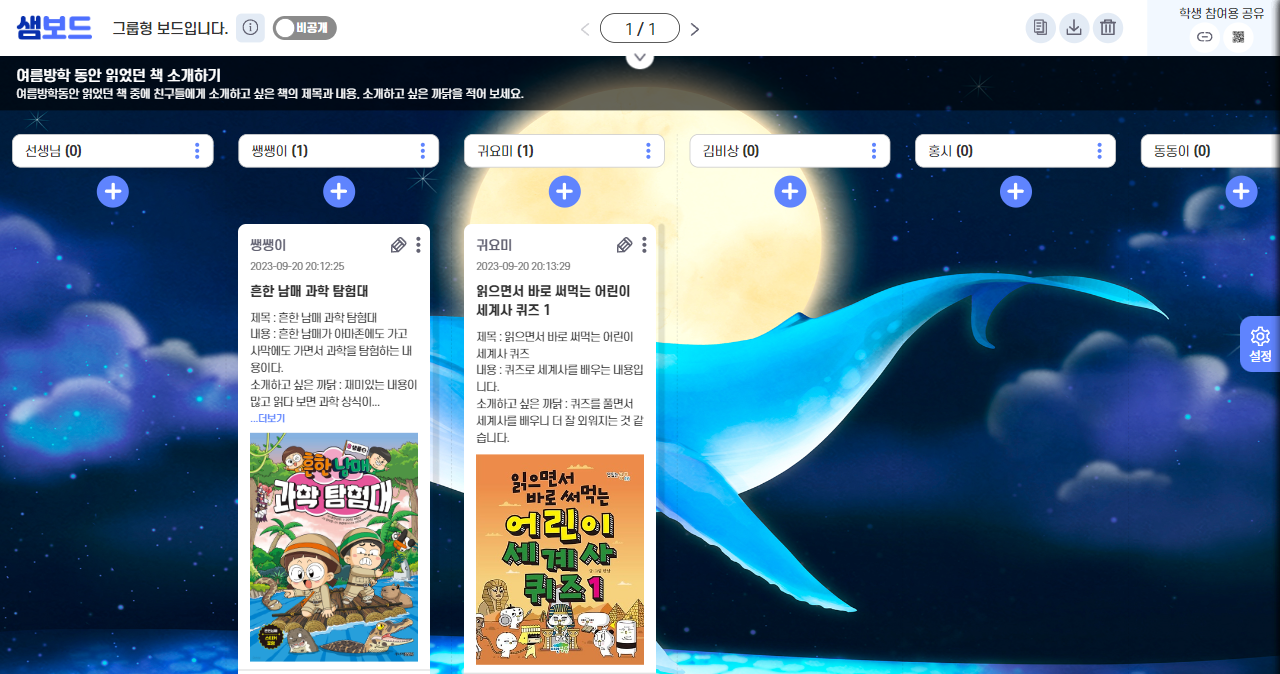 샘보드
그룹형 보드입니다.
비공개
1 / 1
학생 참여용 공유
여름방학 동안 읽었던 책 소개하기
여름방학동안 읽었던 책 중에 친구들에게 소개하고 싶은 책의 제목과 내용, 소개하고 싶은 까닭을 적어 보세요.
선생님 (0)
쌩쌩이 (1)
귀요미 (1)
김비상 (0)
홍시 (0)
동동이 (0)
쌩쌩이
2023-09-20 20:12:25
흔한 남매 과학 탐험대
제목 : 흔한 남매 과학 탐험대
내용 : 흔한 남매가 아마존에도 가고
사막에도 가면서 과학을 탐험하는 내
용이다.
소개하고 싶은 까닭 : 재미있는 내용이
많고 읽다 보면 과학 상식이...
...더보기
흔한남매
과학 탐험대
귀요미
2023-09-20 20:13:29
읽으면서 바로 써먹는 어린이
세계사 퀴즈 1
제목 : 읽으면서 바로 써먹는 어린이
세계사 퀴즈
내용 : 퀴즈로 세계사를 배우는 내용입
니다.
소개하고 싶은 까닭 : 퀴즈를 풀면서
세계사를 배우니 더 잘 외워지는 것 같
습니다.
읽으면서
바로 써먹는
어린이
세계사
퀴즈 1
설정